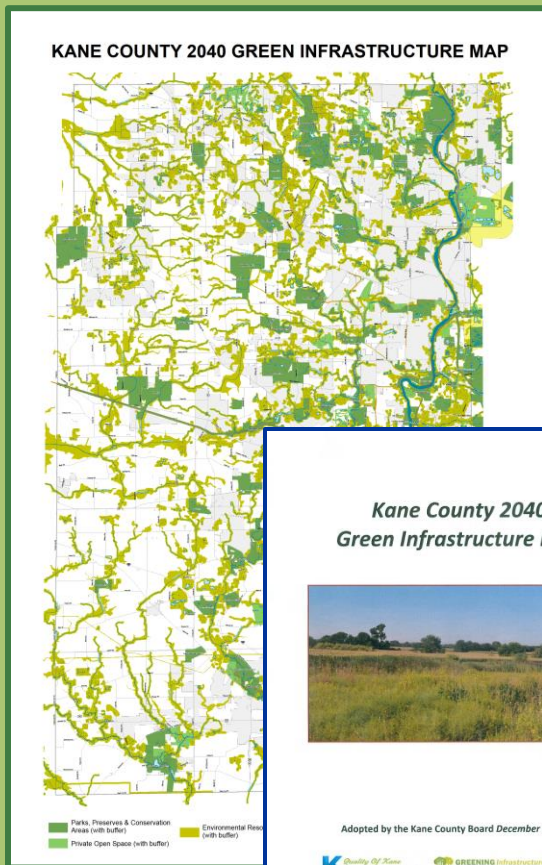 KANE COUNTY 2040 GREEN INFRASTRUCTURE MAP
Parks, Preserves & Conservation
Areas (with buffer)
Private Open Space (with buffer)
Environmental Reso
(with buffer)
Kane County 2040
Green Infrastructure
Adopted by the Kane County Board December
Quality Of Kane
GREENING Infrastructure